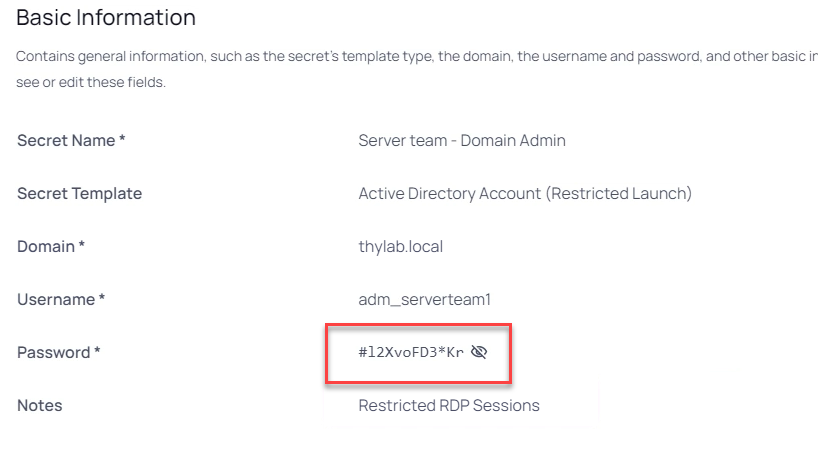 Basic Information
Contains general information, such as the secret's template type, the domain, the username and password, and other basic
see or edit these fields.
Secret Name * Server team - Domain Admin
Secret Template Active Directory Account (Restricted Launch)
Domain * thylab.local
Username * adm_serverteam1
Password * #l2XvoFD3*Kr
Notes Restricted RDP Sessions